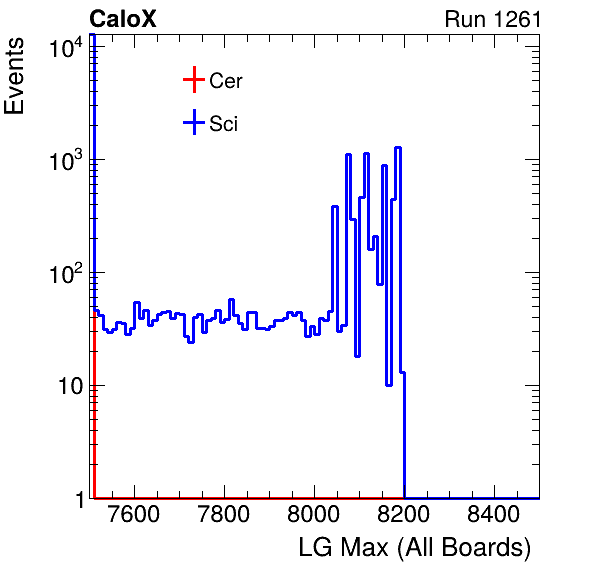 CaloX Run 1261
Events
Cer
Sci
10^4
10^3
10^2
10
1
7600 7800 8000 8200 8400
LG Max (All Boards)